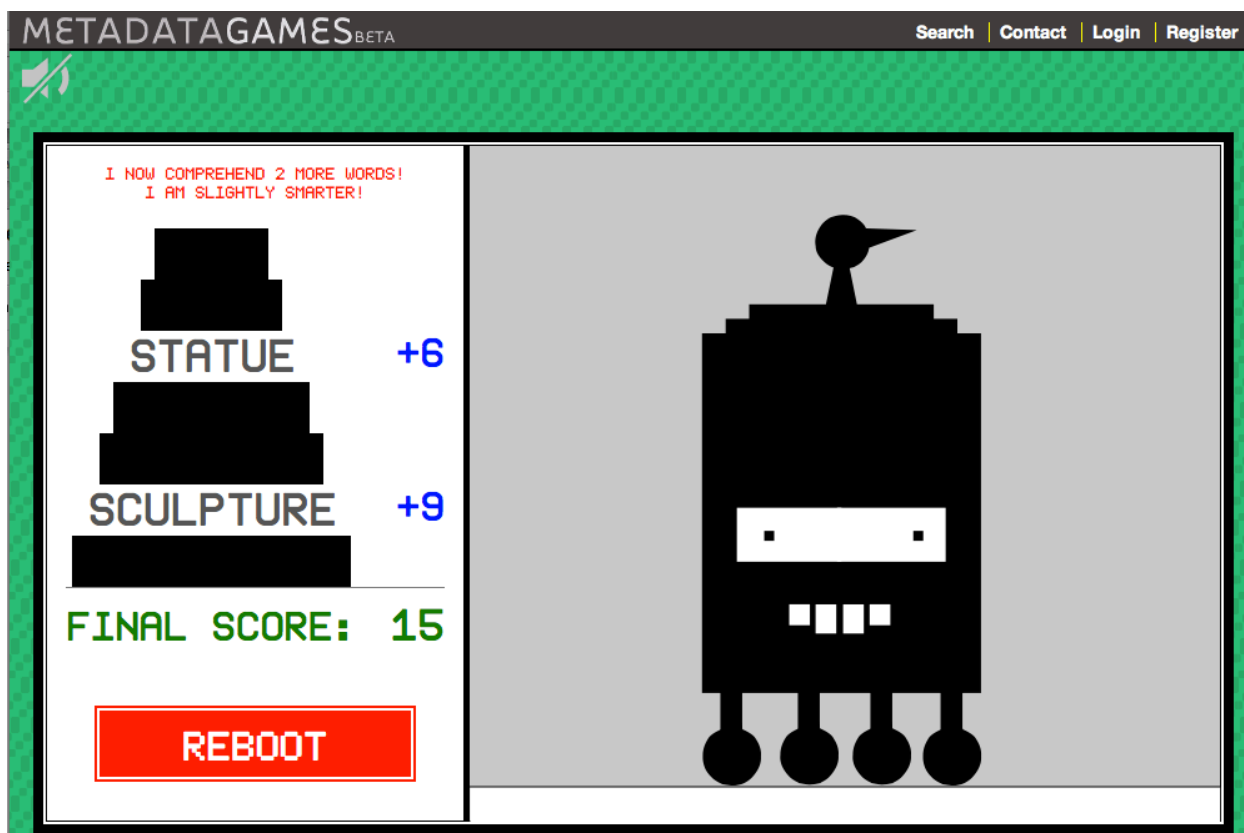 METADATAGAMES BETA
Search Contact Login Register
I NOW COMPREHEND 2 MORE WORDS!
I AM SLIGHTLY SMARTER!
STATUE +6
SCULPTURE +9
FINAL SCORE: 15
REBOOT